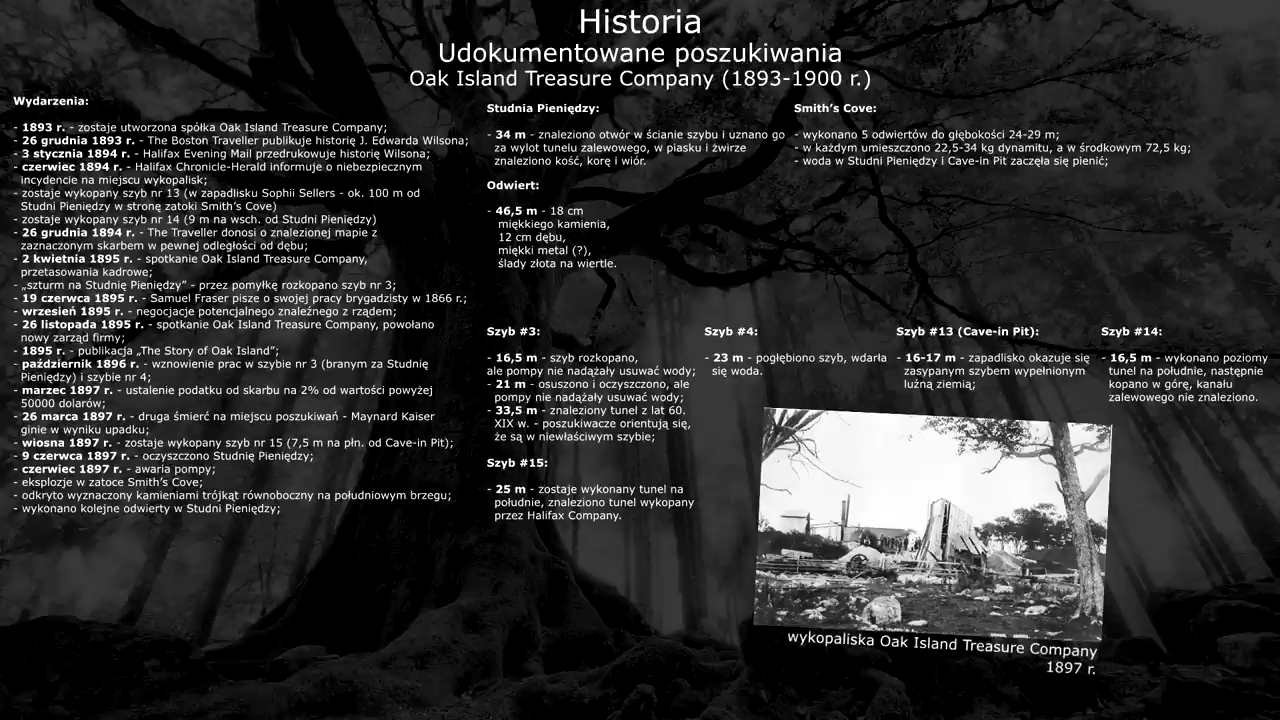 Historia
Udokumentowane poszukiwania
Oak Island Treasure Company (1893-1900 r.)
Wydarzenia:
- 1893 r. - zostaje utworzona spółka Oak Island Treasure Company;
- 26 grudnia 1893 r. - The Boston Traveller publikuje historię J. Edwarda Wilsona;
- 3 stycznia 1894 r. - Halifax Evening Mail przedrukowuje historię Wilsona;
- czerwiec 1894 r. - Halifax Chronicle-Herald informuje o niebezpiecznym
incydencie na miejscu wykopalisk;
- zostaje wykopany szyb nr 13 (w zapadlisku Sophii Sellers - ok. 100 m od
Studni Pieniędzy w stronę zatoki Smith’s Cove)
- zostaje wykopany szyb nr 14 (9 m na wsch. od Studni Pieniędzy)
- 26 grudnia 1894 r. - The Traveller donosi o znalezionej mapie z
zaznaczonym skarbem w pewnej odległości od dębu;
- 2 kwietnia 1895 r. - spotkanie Oak Island Treasure Company,
przetasowania kadrowe;
- „szturm na Studnię Pieniędzy” - przez pomyłkę rozkopano szyb nr 3;
- 19 czerwca 1895 r. - Samuel Fraser pisze o swojej pracy brygadzisty w 1866 r.;
- wrzesień 1895 r. - negocjacje potencjalnego znaleźnego z rządem;
- 26 listopada 1895 r. - spotkanie Oak Island Treasure Company, powołano
nowy zarząd firmy;
- 1895 r. - publikacja „The Story of Oak Island”;
- październik 1896 r. - wznowienie prac w szybie nr 3 (branym za Studnię
Pieniędzy) i szybie nr 4;
- marzec 1897 r. - ustalenie podatku od skarbu na 2% od wartości powyżej
50000 dolarów;
- 26 marca 1897 r. - druga śmierć na miejscu poszukiwań - Maynard Kaiser
ginie w wyniku upadku;
- wiosna 1897 r. - zostaje wykopany szyb nr 15 (7,5 m na płn. od Cave-in Pit);
- 9 czerwca 1897 r. - oczyszczono Studnię Pieniędzy;
- czerwiec 1897 r. - awaria pompy;
- eksplozje w zatoce Smith’s Cove;
- odkryto wyznaczony kamieniami trójkąt równoboczny na południowym brzegu;
- wykonano kolejne odwierty w Studni Pieniędzy;
Studnia Pieniędzy:
- 34 m - znaleziono otwór w ścianie szybu i uznano go
za wylot tunelu zalewowego, w piasku i żwirze
znaleziono kość, korę i wiór.
Odwiert:
- 46,5 m - 18 cm
miękkiego kamienia,
12 cm dębu,
miękki metal (?),
ślady złota na wiertle.
Smith’s Cove:
- wykonano 5 odwiertów do głębokości 24-29 m;
- w każdym umieszczono 22,5-34 kg dynamitu, a w środkowym 72,5 kg;
- woda w Studni Pieniędzy i Cave-in Pit zaczęła się pienić;
Szyb #3:
- 16,5 m - szyb rozkopano,
ale pompy nie nadążały usuwać wody;
- 21 m - osuszono i oczyszczono, ale
pompy nie nadążały usuwać wody;
- 33,5 m - znaleziony tunel z lat 60.
XIX w. - poszukiwacze orientują się,
że są w niewłaściwym szybie;
Szyb #15:
- 25 m - zostaje wykonany tunel na
południe, znaleziono tunel wykopany
przez Halifax Company.
Szyb #4:
- 23 m - pogłębiono szyb, wdarła
się woda.
Szyb #13 (Cave-in Pit):
- 16-17 m - zapadlisko okazuje się
zasypanym szybem wypełnionym
luźną ziemią;
Szyb #14:
- 16,5 m - wykonano poziomy
tunel na południe, następnie
kopano w górę, kanału
zalewowego nie znaleziono.
wykopaliska Oak Island Treasure Company
1897 r.